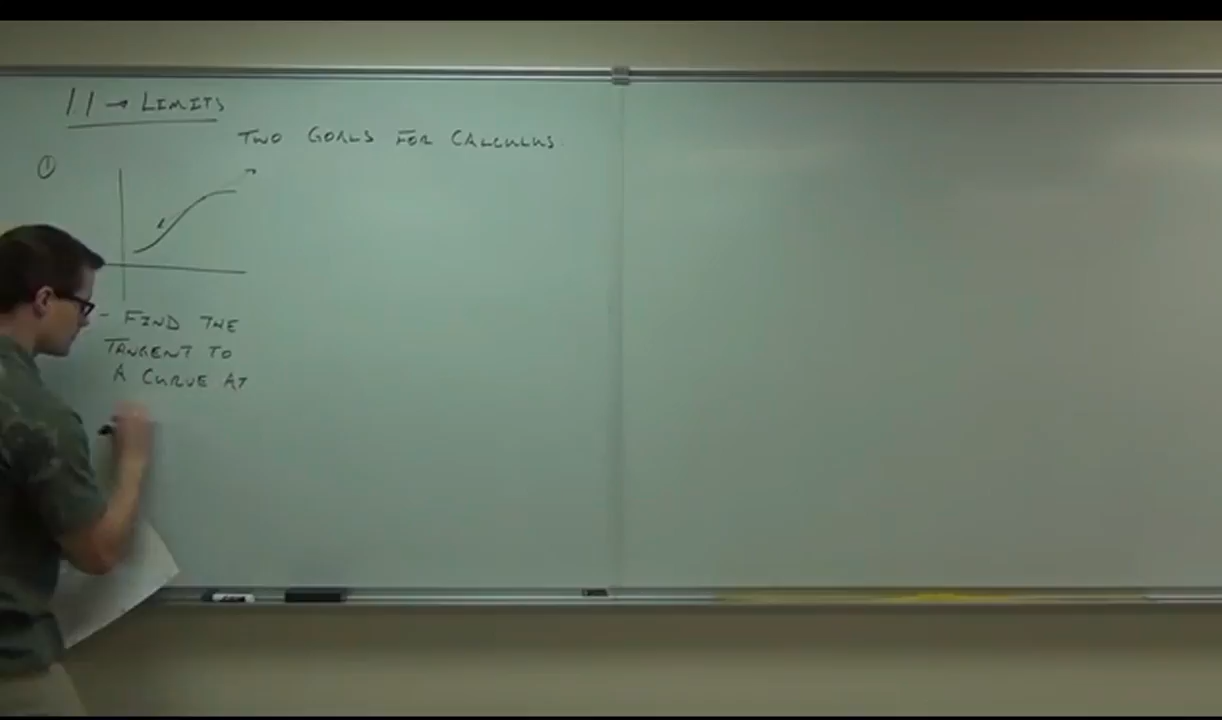 11 → LIMITS
TWO GOALS FOR CALCULUS.
①
- FIND THE
TANGENT TO
A CURVE AT